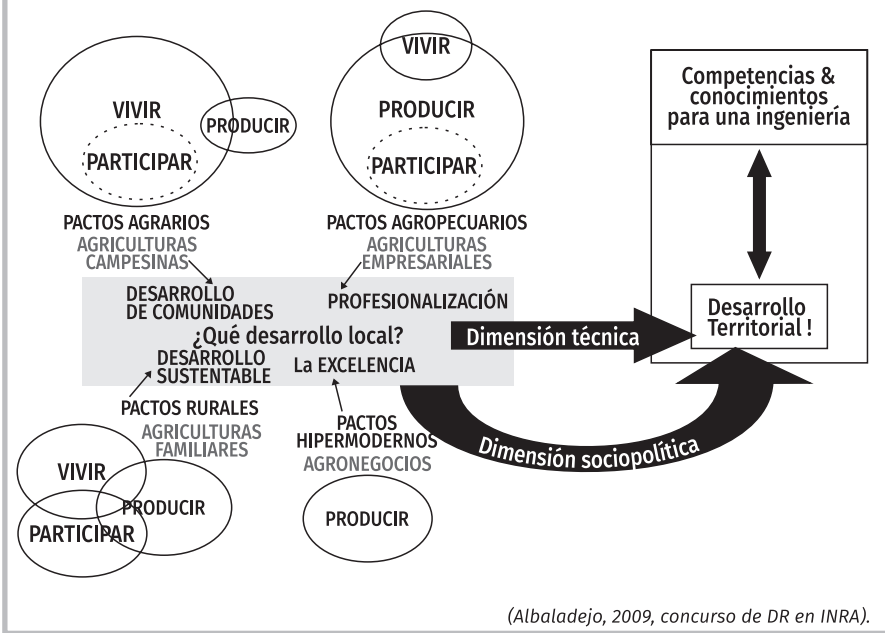 VIVIR
PRODUCIR
PARTICIPAR
PACTOS AGRARIOS
AGRICULTURAS
CAMPESINAS
VIVIR
PRODUCIR
PARTICIPAR
PACTOS AGROPECUARIOS
AGRICULTURAS
EMPRESARIALES
DESARROLLO
DE COMUNIDADES
PROFESIONALIZACIÓN
¿Qué desarrollo local?
DESARROLLO
SUSTENTABLE
La EXCELENCIA
PACTOS RURALES
AGRICULTURAS
FAMILIARES
VIVIR
PRODUCIR
PARTICIPAR
PACTOS
HIPERMODERNOS
AGRONEGOCIOS
PRODUCIR
Dimensión técnica
Dimensión sociopolítica
Competencias &
conocimientos
para una ingeniería
Desarrollo
Territorial !
(Albaladejo, 2009, concurso de DR en INRA).